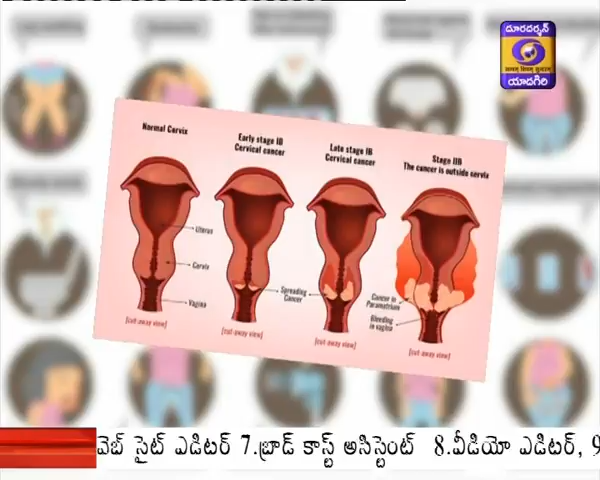 దూరదర్శన్
యాదగిరి
Normal Cervix
Early stage IB
Cervical cancer
Late stage IB
Cervical cancer
Stage IIB
The cancer is outside cervix
Uterus
Cervix
Vagina
Spreading
Cancer
Cancer in
Parametrium
Bleeding
in vagina
[cut-away view]
[cut-away view]
[cut-away view]
[cut-away view]
వెబ్ సైట్ ఎడిటర్ 7.బ్రాడ్ కాస్ట్ అసిస్టెంట్ 8.వీడియో ఎడిటర్, 9